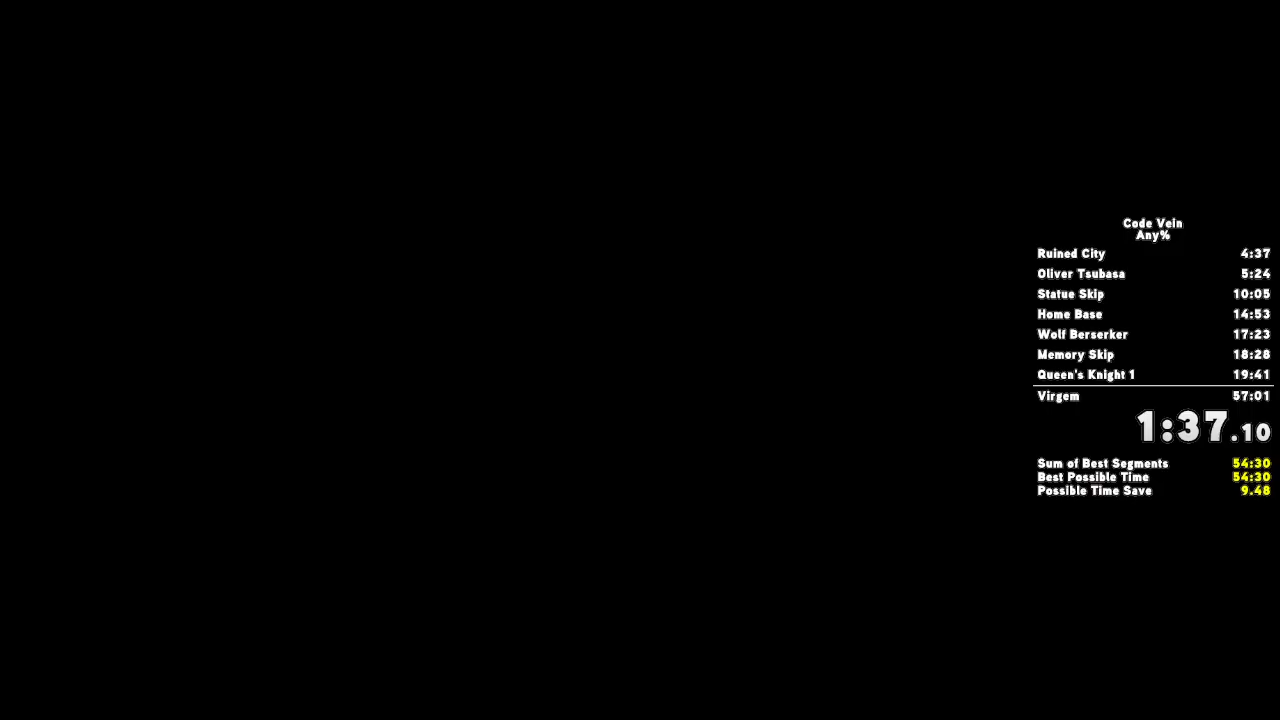 Code Vein
Any%
Ruined City 4:37
Oliver Tsubasa 5:24
Statue Skip 10:05
Home Base 14:53
Wolf Berserker 17:23
Memory Skip 18:28
Queen's Knight 1 19:41
Virgem 57:01
1:37.10
Sum of Best Segments 54:30
Best Possible Time 54:30
Possible Time Save 9.48